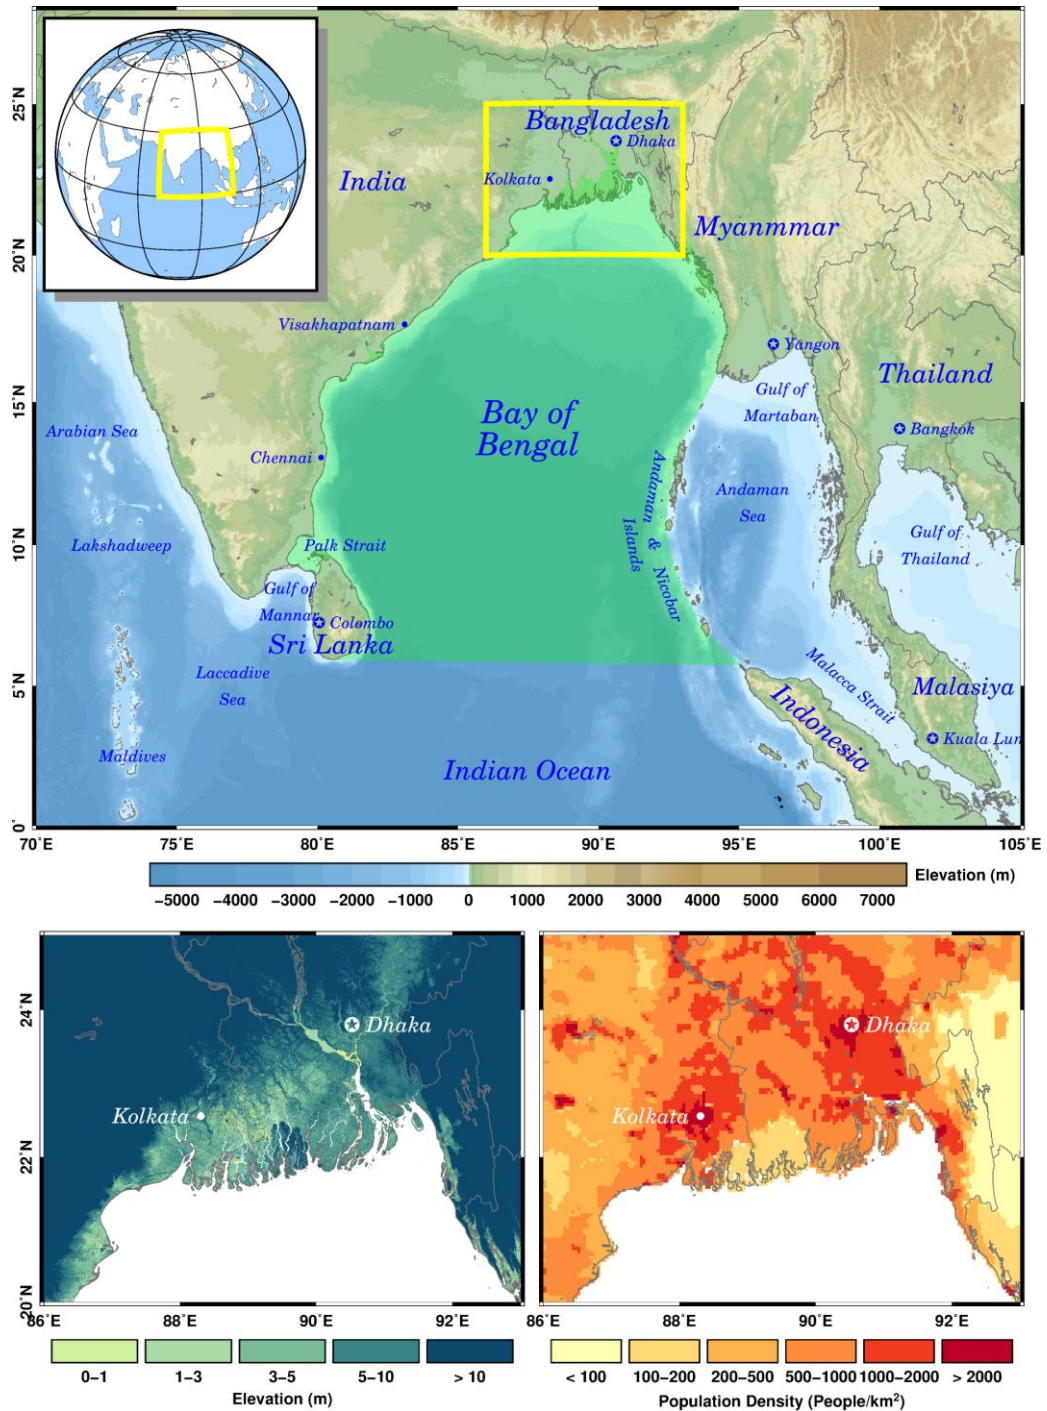 25°N
20°N
15°N
10°N
5°N
0°
Bangladesh
Dhaka
Kolkata
India
Myanmmar
Visakhapatnam
Yangon
Thailand
Gulf of
Martaban
Bay of
Bengal
Arabian Sea
Bangkok
Chennai
Andaman & Nicobar
Islands
Andaman
Sea
Lakshadweep
Palk Strait
Gulf of
Thailand
Gulf of
Mannar
Colombo
Sri Lanka
Laccadive
Sea
Malacca Strait
Malasiya
Indonesia
Kuala Lun
Maldives
Indian Ocean
70°E 75°E 80°E 85°E 90°E 95°E 100°E 105°E
Elevation (m)
−5000 −4000 −3000 −2000 −1000 0 1000 2000 3000 4000 5000 6000 7000
24°N
22°N
20°N
Dhaka
Kolkata
86°E 88°E 90°E 92°E
0−1 1−3 3−5 5−10 > 10
Elevation (m)
Dhaka
Kolkata
86°E 88°E 90°E 92°E
< 100 100−200 200−500 500−1000 1000−2000 > 2000
Population Density (People/km²)